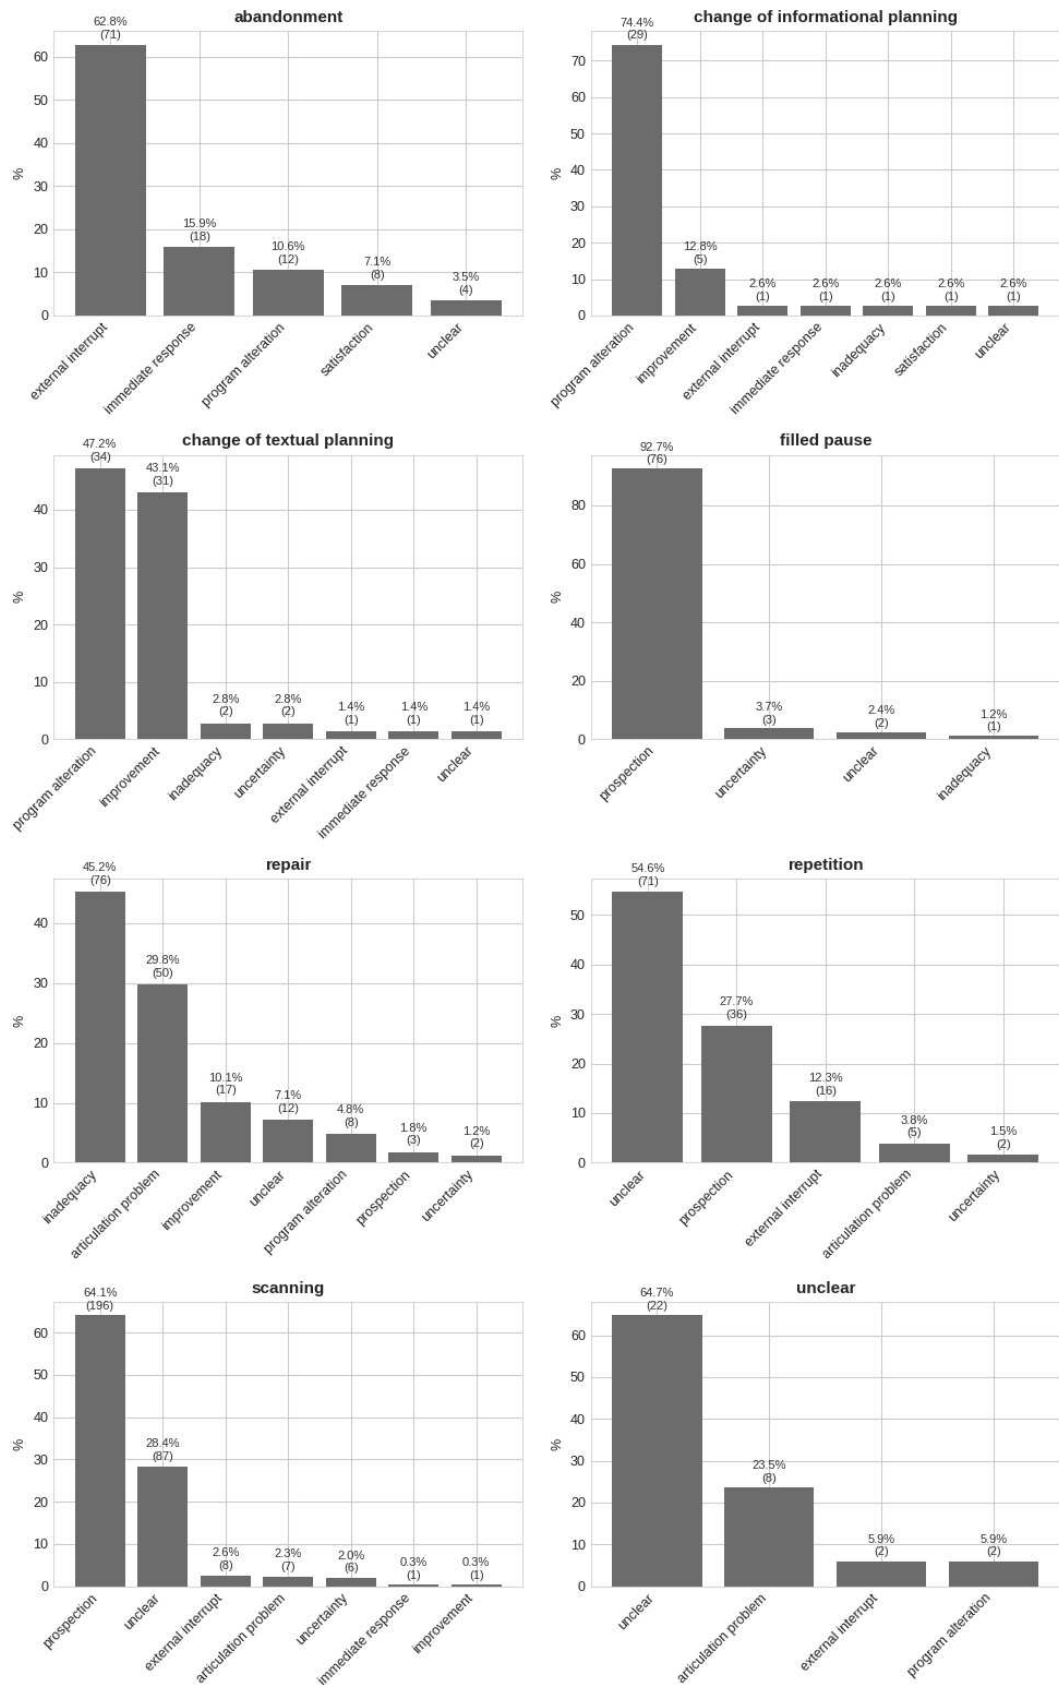 abandonment
62.8%
(71)
15.9%
(18)
10.6%
(12)
7.1%
(8)
3.5%
(4)
%
60
50
40
30
20
10
0
external interrupt
immediate response
program alteration
satisfaction
unclear
change of informational planning
74.4%
(29)
12.8%
(5)
2.6%
(1)
2.6%
(1)
2.6%
(1)
2.6%
(1)
2.6%
(1)
%
70
60
50
40
30
20
10
0
program alteration
improvement
external interrupt
immediate response
inadequacy
satisfaction
unclear
change of textual planning
47.2%
(34)
43.1%
(31)
2.8%
(2)
2.8%
(2)
1.4%
(1)
1.4%
(1)
1.4%
(1)
%
40
30
20
10
0
program alteration
improvement
inadequacy
uncertainty
external interrupt
immediate response
unclear
filled pause
92.7%
(76)
3.7%
(3)
2.4%
(2)
1.2%
(1)
%
80
60
40
20
0
prospection
uncertainty
unclear
inadequacy
repair
45.2%
(76)
29.8%
(50)
10.1%
(17)
7.1%
(12)
4.8%
(8)
1.8%
(3)
1.2%
(2)
%
40
30
20
10
0
inadequacy
articulation problem
improvement
unclear
program alteration
prospection
uncertainty
repetition
54.6%
(71)
27.7%
(36)
12.3%
(16)
3.8%
(5)
1.5%
(2)
%
50
40
30
20
10
0
unclear
prospection
external interrupt
articulation problem
uncertainty
scanning
64.1%
(196)
28.4%
(87)
2.6%
(8)
2.3%
(7)
2.0%
(6)
0.3%
(1)
0.3%
(1)
%
60
50
40
30
20
10
0
prospection
unclear
external interrupt
articulation problem
uncertainty
immediate response
improvement
unclear
64.7%
(22)
23.5%
(8)
5.9%
(2)
5.9%
(2)
%
60
50
40
30
20
10
0
unclear
articulation problem
external interrupt
program alteration